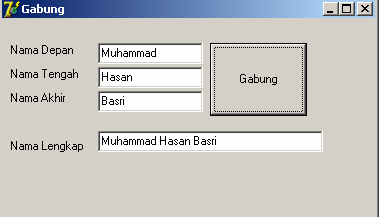 Gabung
Nama Depan Muhammad
Nama Tengah Hasan
Gabung
Nama Akhir Basri
Nama Lengkap Muhammad Hasan Basri